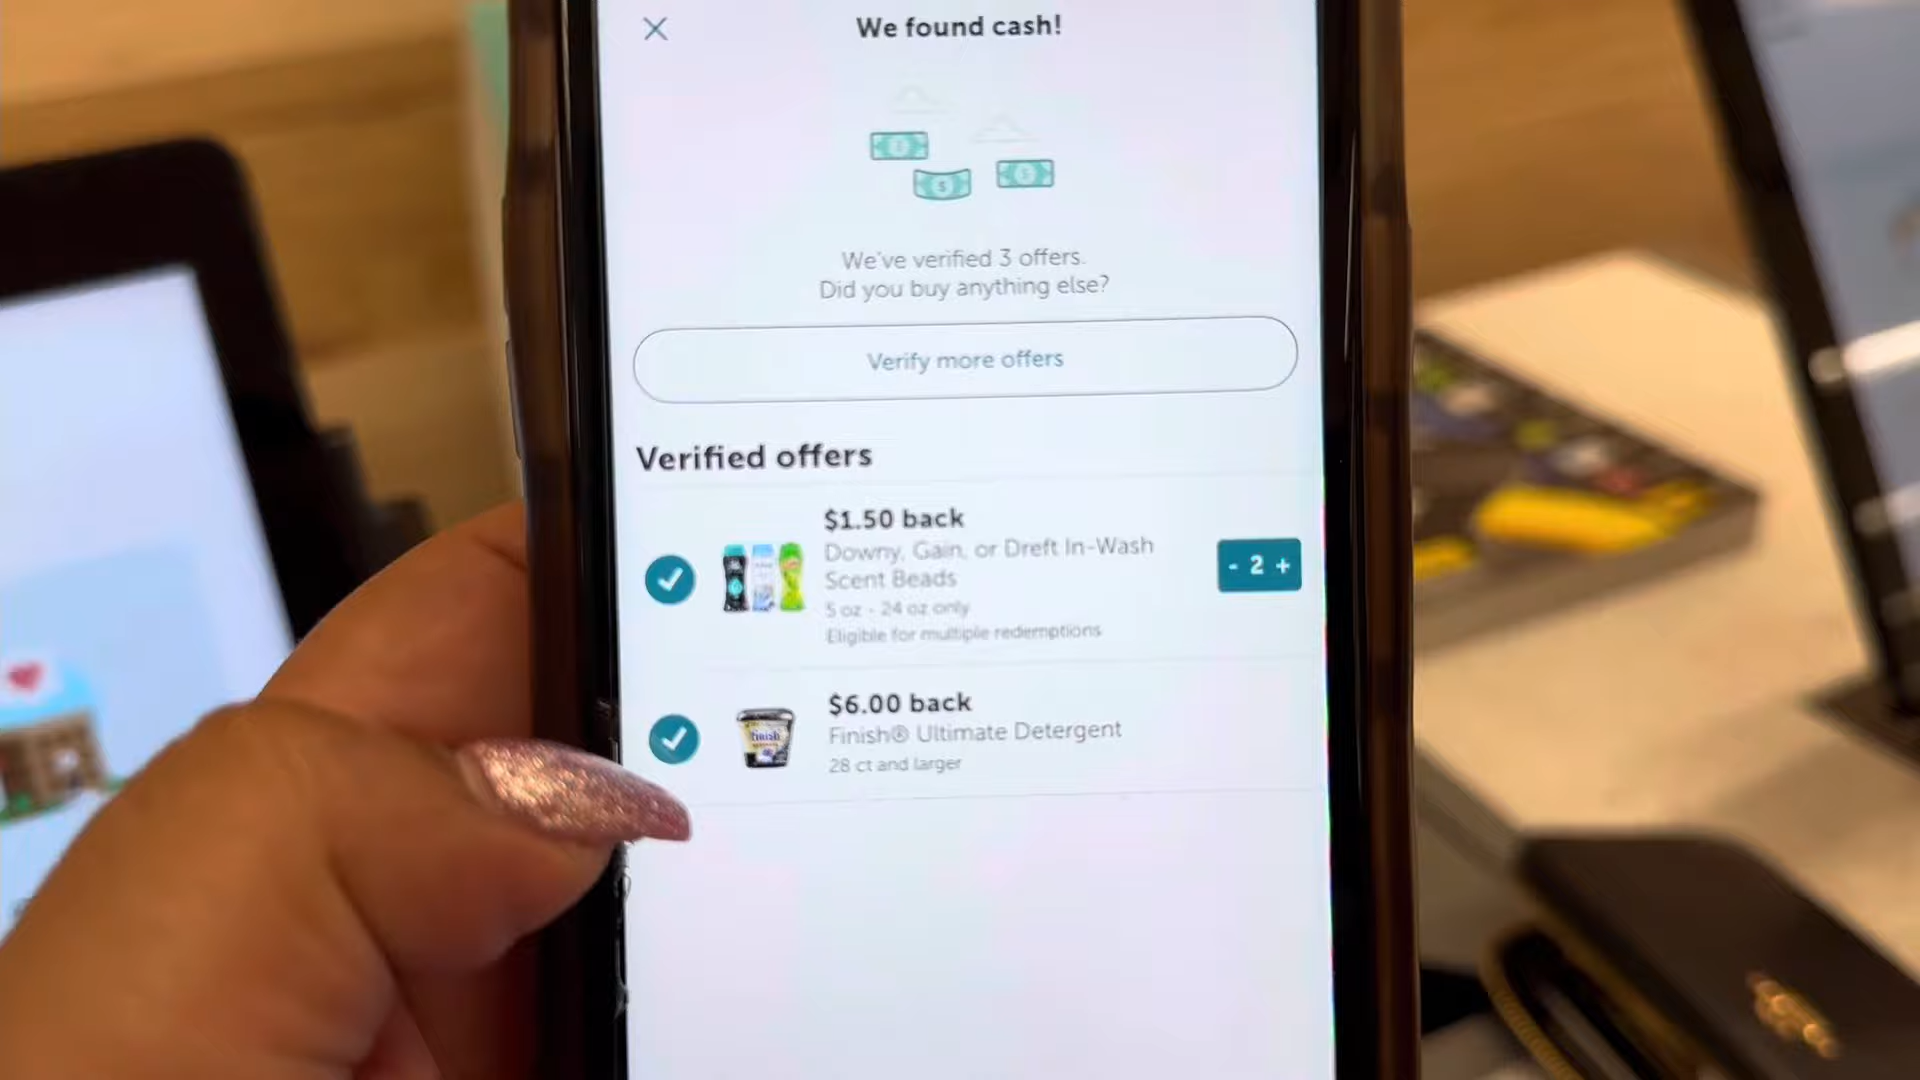 We found cash!
We've verified 3 offers.
Did you buy anything else?
Verify more offers
Verified offers
$1.50 back
Downy, Gain, or Dreft In-Wash
Scent Beads
5 oz - 24 oz only
Eligible for multiple redemptions
- 2 +
$6.00 back
Finish® Ultimate Detergent
28 ct and larger
finish